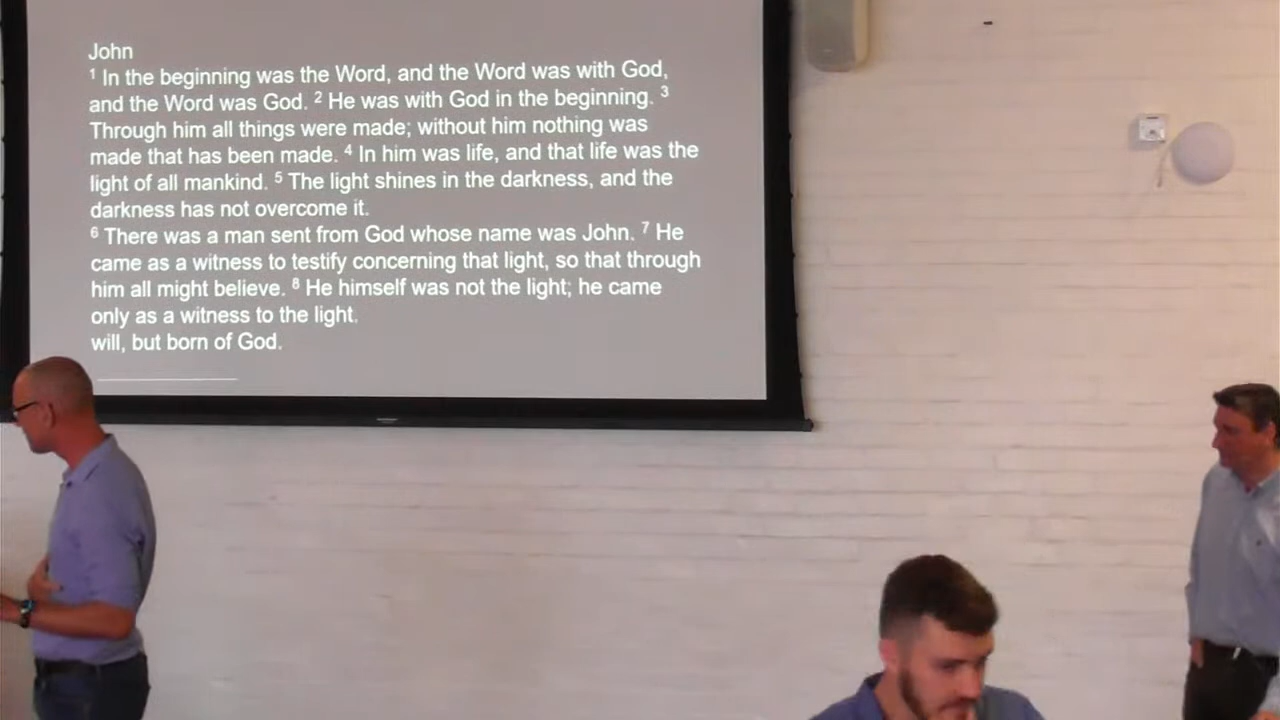 John
1 In the beginning was the Word, and the Word was with God,
and the Word was God. 2 He was with God in the beginning. 3
Through him all things were made; without him nothing was
made that has been made. 4 In him was life, and that life was the
light of all mankind. 5 The light shines in the darkness, and the
darkness has not overcome it.
6 There was a man sent from God whose name was John. 7 He
came as a witness to testify concerning that light, so that through
him all might believe. 8 He himself was not the light; he came
only as a witness to the light.
will, but born of God.